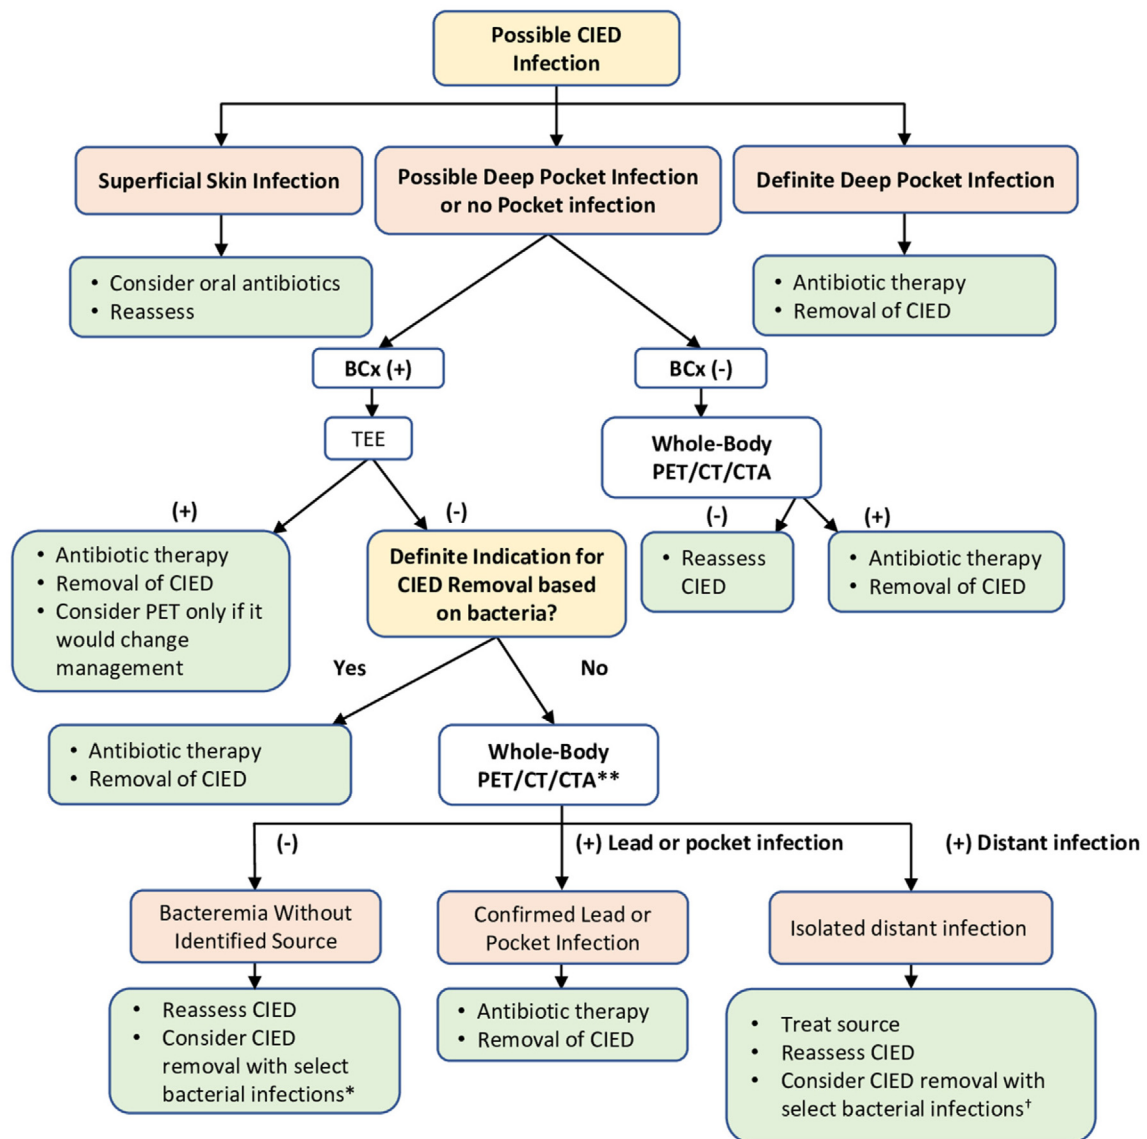 Possible CIED
Infection
Superficial Skin Infection
Possible Deep Pocket Infection
or no Pocket infection
Definite Deep Pocket Infection
• Consider oral antibiotics
• Reassess
• Antibiotic therapy
• Removal of CIED
BCx (+)
BCx (-)
TEE
Whole-Body
PET/CT/CTA
(+)
(-)
(-)
(+)
• Antibiotic therapy
• Removal of CIED
• Consider PET only if it
would change
management
Definite Indication for
CIED Removal based
on bacteria?
• Reassess
CIED
• Antibiotic therapy
• Removal of CIED
Yes
No
• Antibiotic therapy
• Removal of CIED
Whole-Body
PET/CT/CTA**
(-)
(+) Lead or pocket infection
(+) Distant infection
Bacteremia Without
Identified Source
Confirmed Lead or
Pocket Infection
Isolated distant infection
• Reassess CIED
• Consider CIED
removal with select
bacterial infections*
• Antibiotic therapy
• Removal of CIED
• Treat source
• Reassess CIED
• Consider CIED removal with
select bacterial infections†